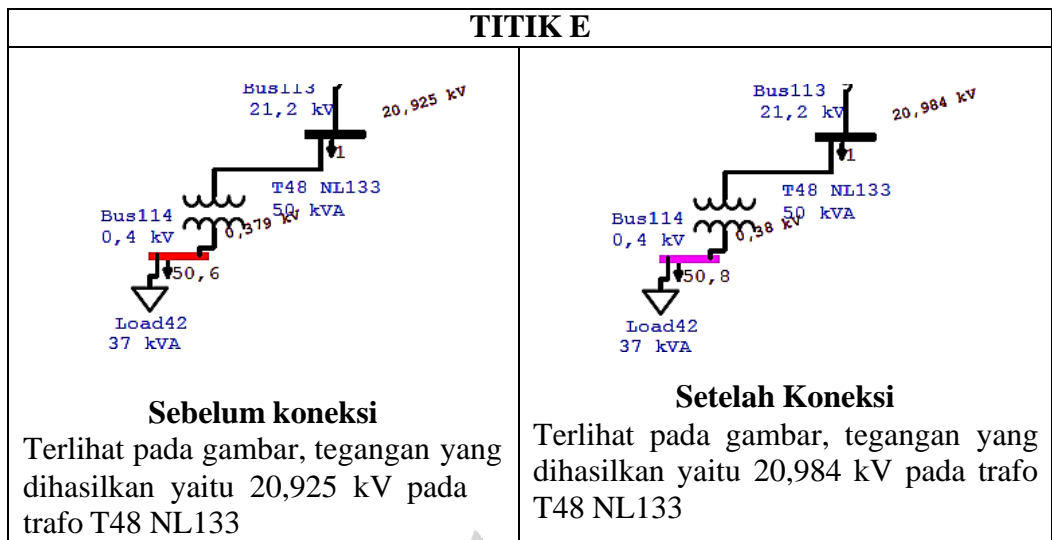 TITIK E
Bus113
21,2 kV
20,925 kV
1
T48 NL133
50 kVA
Bus114
0,4 kV
0,379 kV
50,6
Load42
37 kVA
Sebelum koneksi
Terlihat pada gambar, tegangan yang
dihasilkan yaitu 20,925 kV pada
trafo T48 NL133
Bus113
21,2 kV
20,984 kV
1
T48 NL133
50 kVA
Bus114
0,4 kV
0,38 kV
50,8
Load42
37 kVA
Setelah Koneksi
Terlihat pada gambar, tegangan yang
dihasilkan yaitu 20,984 kV pada trafo
T48 NL133